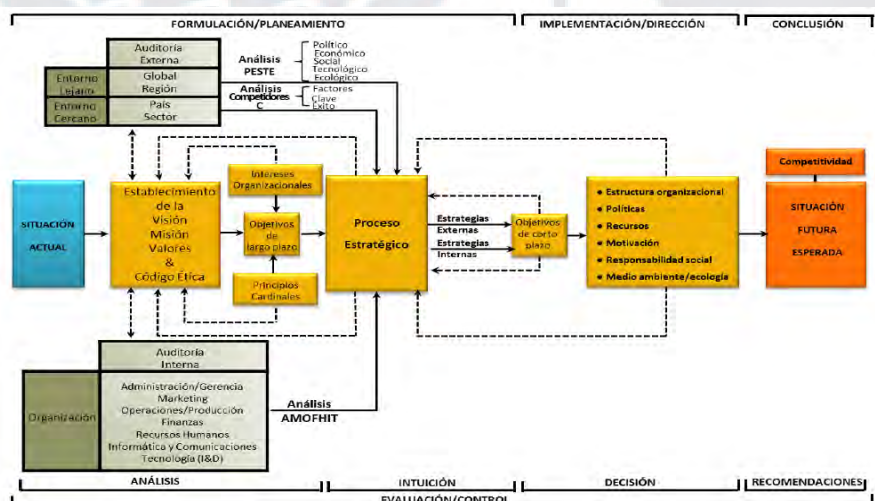 FORMULACIÓN/PLANEAMIENTO
IMPLEMENTACIÓN/DIRECCIÓN
CONCLUSIÓN
Auditoría
Externa
Entorno
Lejano
Global
Región
Entorno
Cercano
País
Sector
Análisis
PESTE
Político
Económico
Social
Tecnológico
Ecológico
Análisis
Competidores
C
Factores
Clave
Éxito
SITUACIÓN
ACTUAL
Establecimiento
de la
Visión
Misión
Valores
&
Código Ética
Intereses
Organizacionales
Objetivos
de
largo plazo
Principios
Cardinales
Proceso
Estratégico
Estrategias
Externas
Estrategias
Internas
Objetivos
de corto
plazo
• Estructura organizacional
• Políticas
• Recursos
• Motivación
• Responsabilidad social
• Medio ambiente/ecología
Competitividad
SITUACIÓN
FUTURA
ESPERADA
Auditoría
Interna
Organización
Administración/Gerencia
Marketing
Operaciones/Producción
Finanzas
Recursos Humanos
Informática y Comunicaciones
Tecnología (I&D)
Análisis
AMOFHIT
ANÁLISIS
INTUICIÓN
DECISIÓN
RECOMENDACIONES
EVALUACIÓN/CONTROL